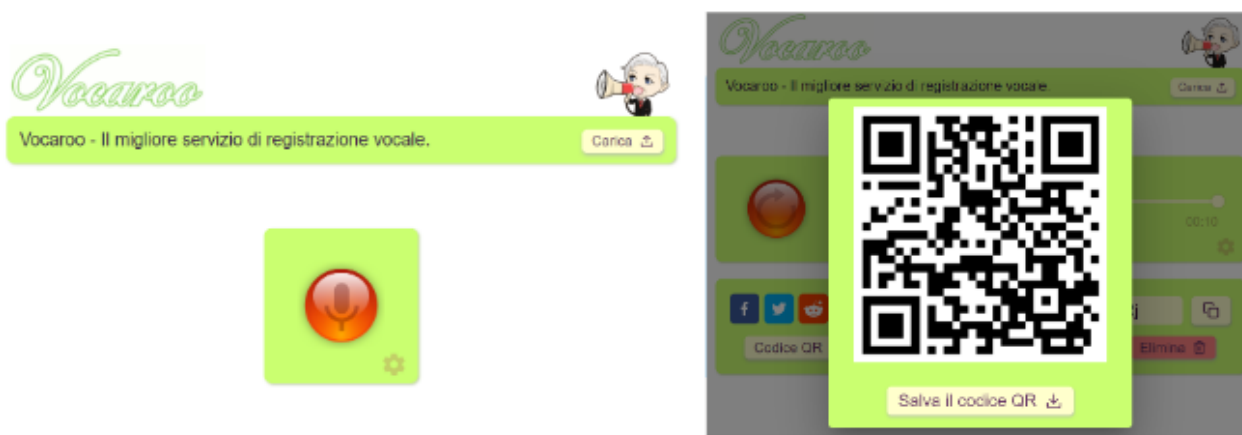 Vocaroo
Vocaroo - Il migliore servizio di registrazione vocale.
Carica
Vocaroo
Vocaroo - Il migliore servizio di registrazione vocale.
Carica
00:10
Codice QR
Elimina
Salva il codice QR